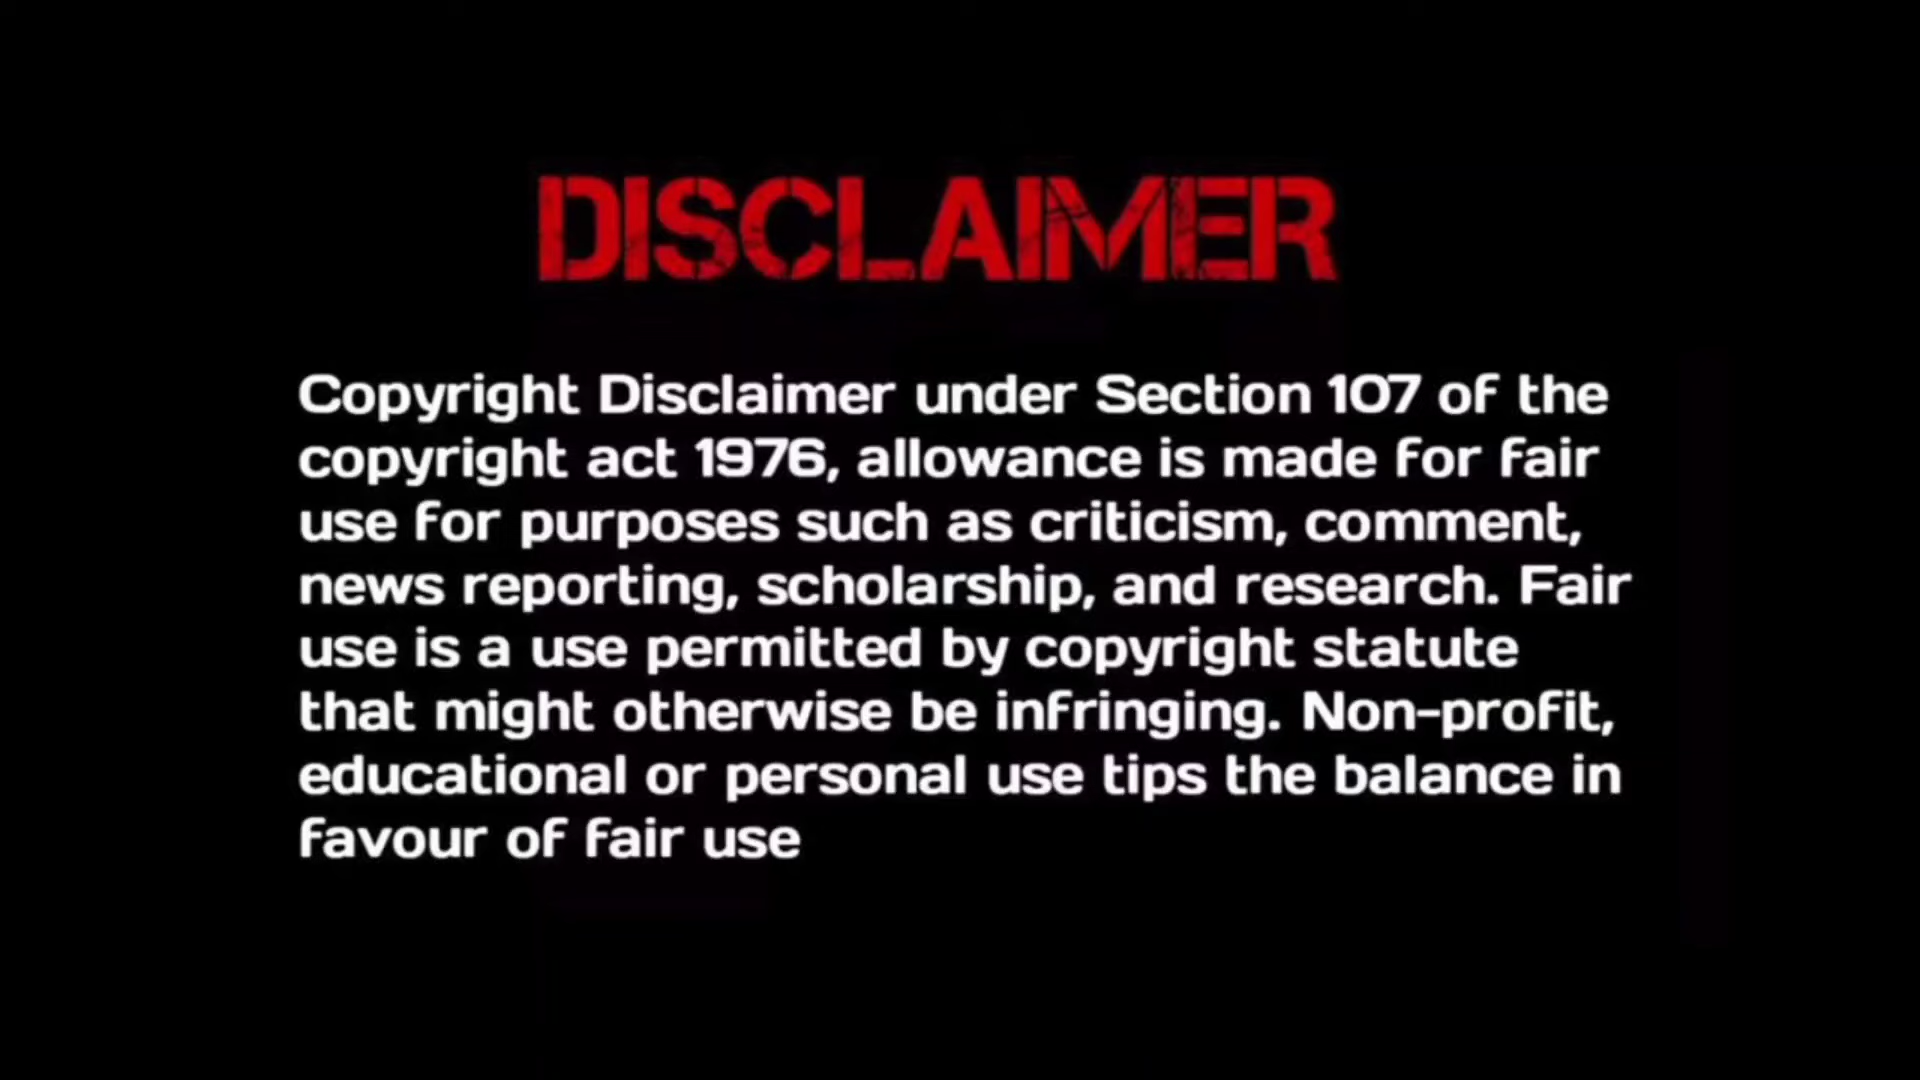 DISCLAIMER
Copyright Disclaimer under Section 107 of the
copyright act 1976, allowance is made for fair
use for purposes such as criticism, comment,
news reporting, scholarship, and research. Fair
use is a use permitted by copyright statute
that might otherwise be infringing. Non-profit,
educational or personal use tips the balance in
favour of fair use